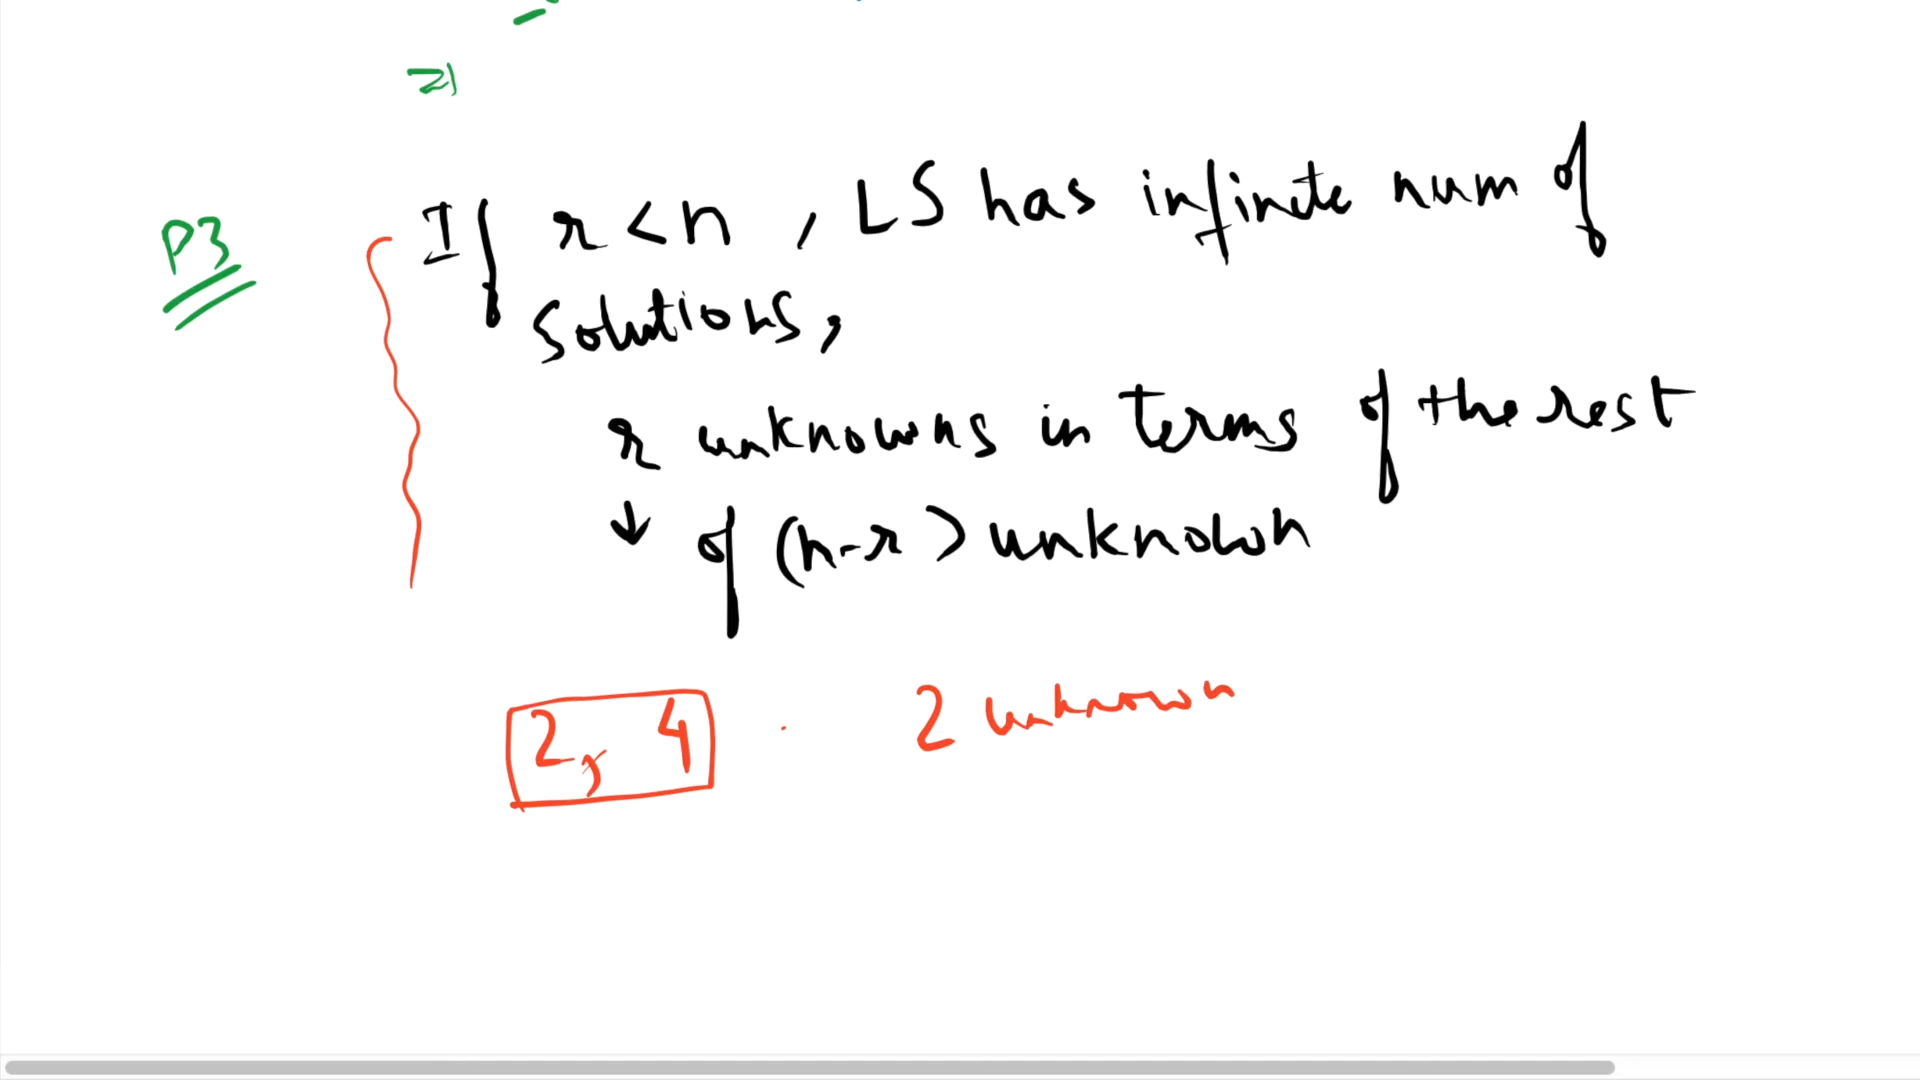 P3
If r < n , LS has infinite num of
solutions,
r unknowns in terms of the rest
↓ of (n-r) unknown
2, 4 . 2 unknown